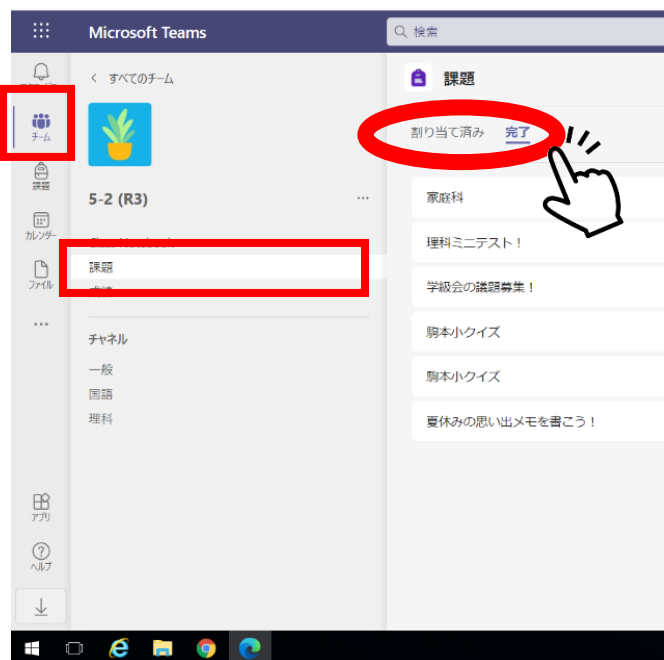 Microsoft Teams
検索
チーム
課題
カレンダー
ファイル
アプリ
ヘルプ
すべてのチーム
5-2 (R3)
課題
チャネル
一般
国語
理科
課題
割り当て済み 完了
家庭科
理科ミニテスト！
学級会の議題募集！
駒本小クイズ
駒本小クイズ
夏休みの思い出メモを書こう！